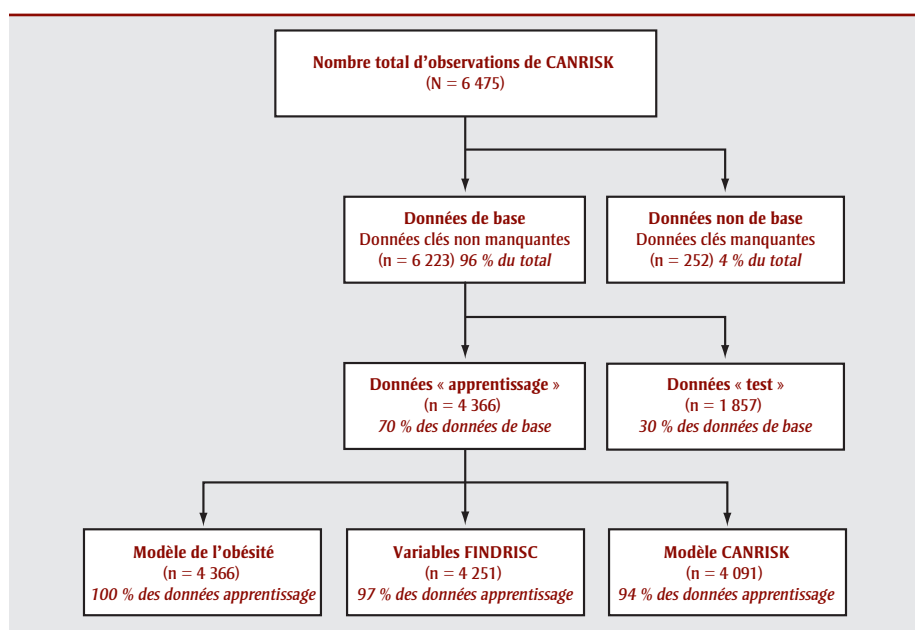 Nombre total d'observations de CANRISK
(N = 6 475)
Données de base
Données clés non manquantes
(n = 6 223) 96 % du total
Données non de base
Données clés manquantes
(n = 252) 4 % du total
Données « apprentissage »
(n = 4 366)
70 % des données de base
Données « test »
(n = 1 857)
30 % des données de base
Modèle de l'obésité
(n = 4 366)
100 % des données apprentissage
Variables FINDRISC
(n = 4 251)
97 % des données apprentissage
Modèle CANRISK
(n = 4 091)
94 % des données apprentissage